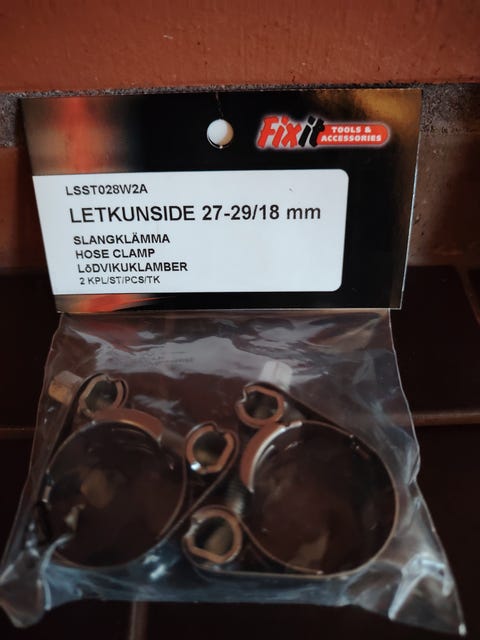 Fixit TOOLS &
ACCESSORIES
LSST028W2A
LETKUNSIDE 27-29/18 mm
SLANGKLÄMMA
HOSE CLAMP
LõDVIKUKLAMBER
2 KPL/ST/PCS/TK